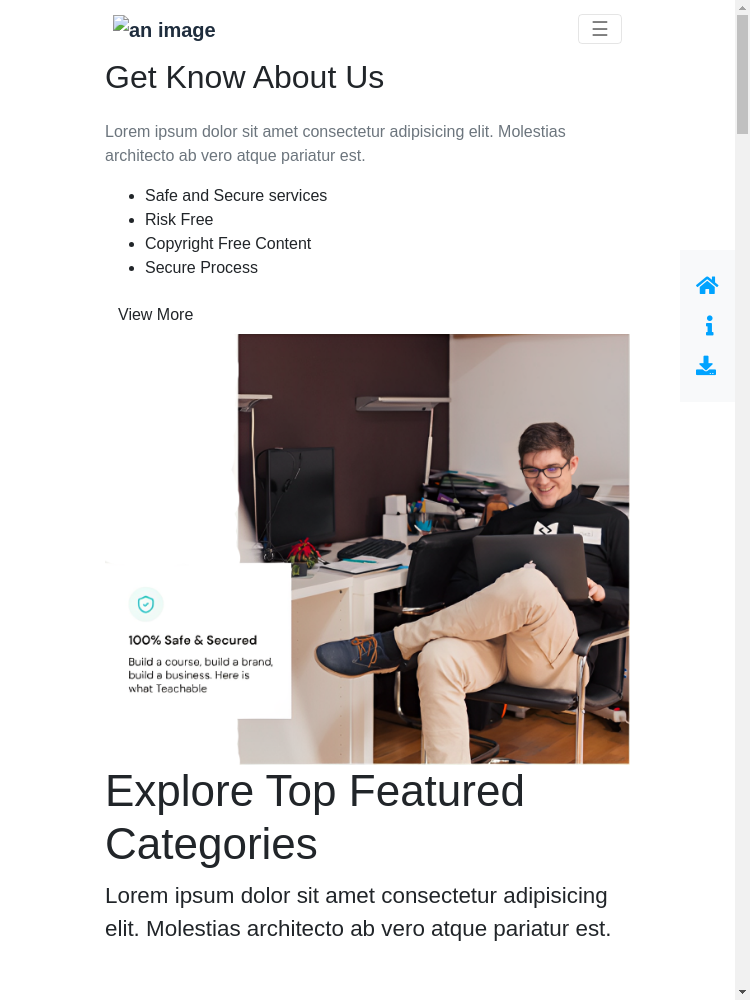 an image
☰
Get Know About Us
Lorem ipsum dolor sit amet consectetur adipisicing elit. Molestias
architecto ab vero atque pariatur est.
Safe and Secure services
Risk Free
Copyright Free Content
Secure Process
View More
100% Safe & Secured
Build a course, build a brand,
build a business. Here is
what Teachable
Explore Top Featured
Categories
Lorem ipsum dolor sit amet consectetur adipisicing
elit. Molestias architecto ab vero atque pariatur est.